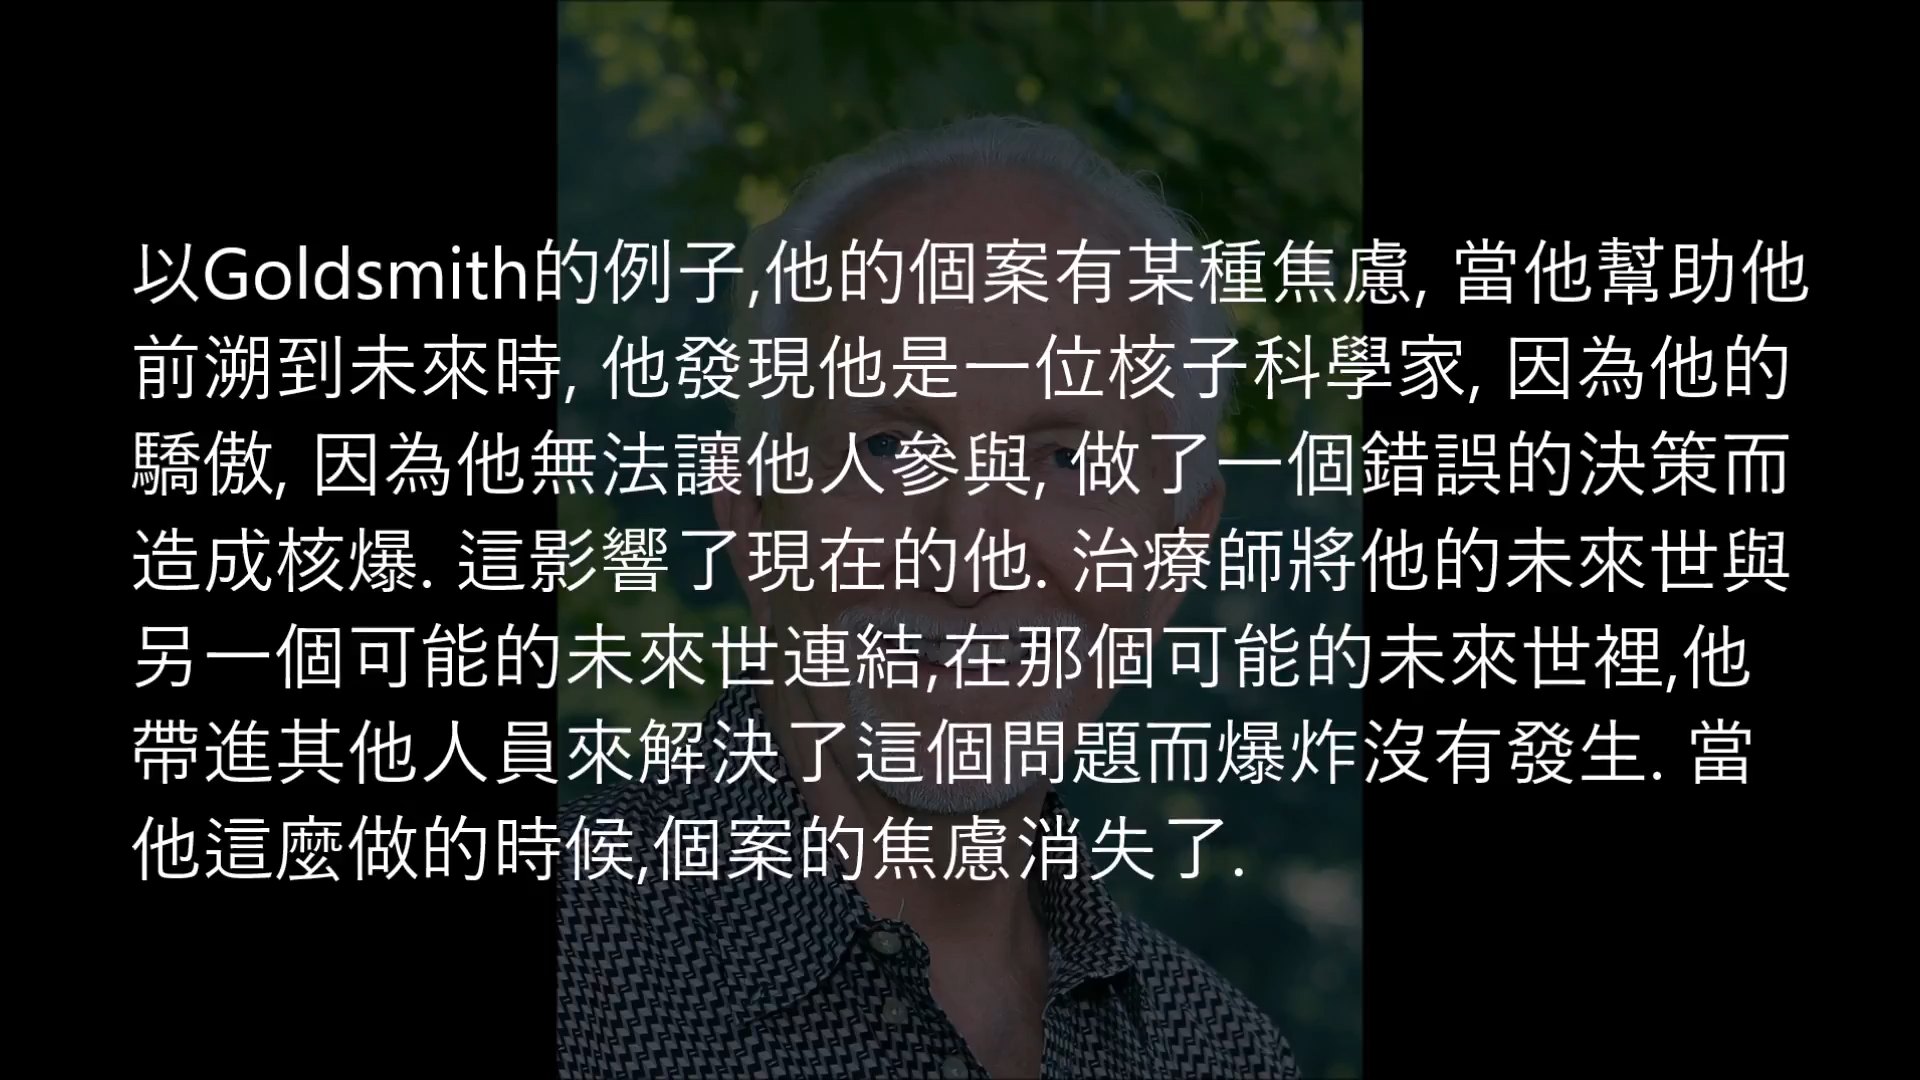 以Goldsmith的例子,他的個案有某種焦慮, 當他幫助他
前溯到未來時, 他發現他是一位核子科學家, 因為他的
驕傲, 因為他無法讓他人參與, 做了一個錯誤的決策而
造成核爆. 這影響了現在的他. 治療師將他的未來世與
另一個可能的未來世連結,在那個可能的未來世裡,他
帶進其他人員來解決了這個問題而爆炸沒有發生. 當
他這麼做的時候,個案的焦慮消失了.